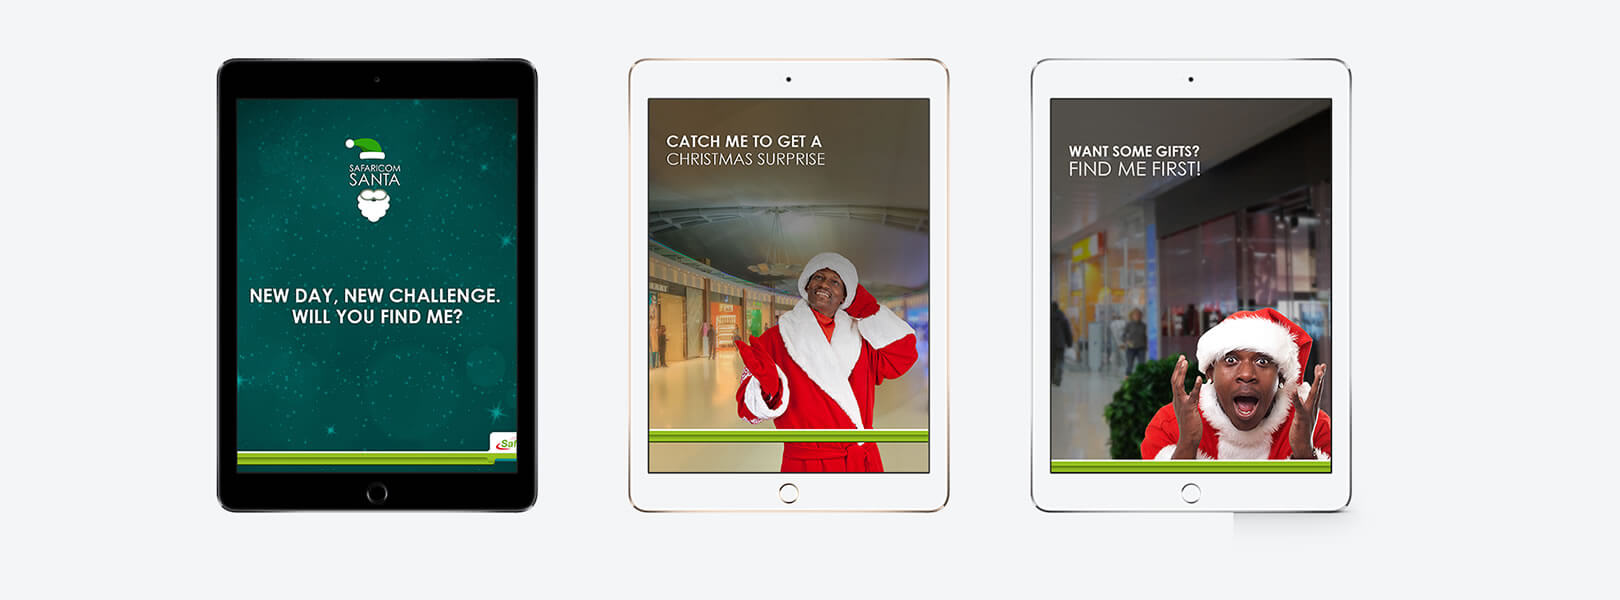 SAFARICOM
SANTA
NEW DAY, NEW CHALLENGE.
WILL YOU FIND ME?
Saf
CATCH ME TO GET A
CHRISTMAS SURPRISE
WANT SOME GIFTS?
FIND ME FIRST!